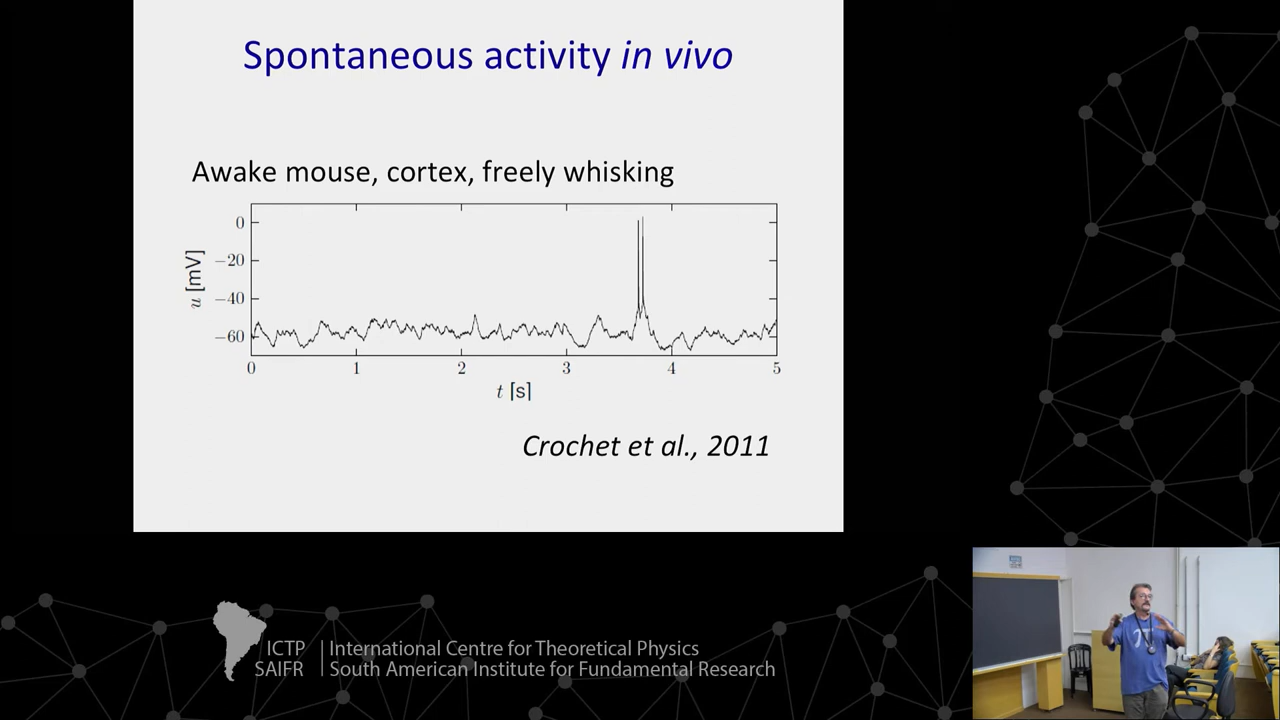 Spontaneous activity in vivo
Awake mouse, cortex, freely whisking
0
−20
−40
−60
u [mV]
0 1 2 3 4 5
t [s]
Crochet et al., 2011
ICTP | International Centre for Theoretical Physics
SAIFR | South American Institute for Fundamental Research